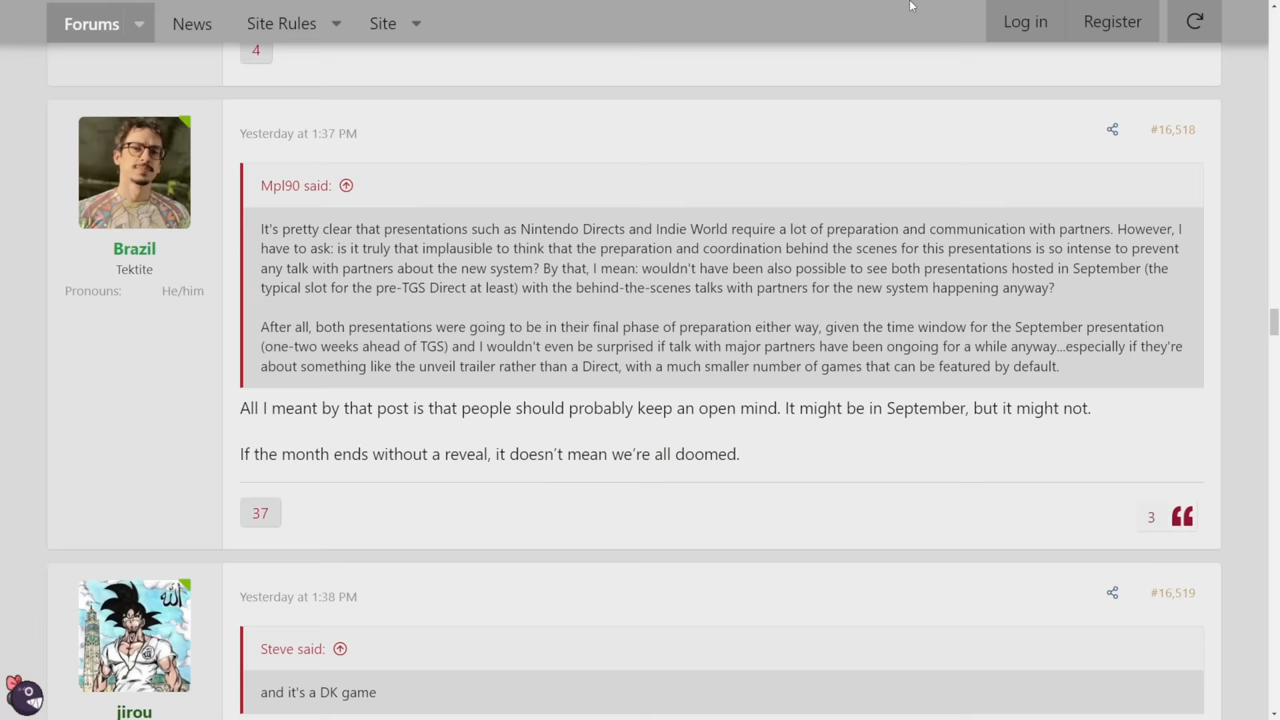 Forums
News
Site Rules
Site
Log in
Register
4
Yesterday at 1:37 PM
#16,518
Mpl90 said:
It's pretty clear that presentations such as Nintendo Directs and Indie World require a lot of preparation and communication with partners. However, I
have to ask: is it truly that implausible to think that the preparation and coordination behind the scenes for this presentations is so intense to prevent
any talk with partners about the new system? By that, I mean: wouldn't have been also possible to see both presentations hosted in September (the
typical slot for the pre-TGS Direct at least) with the behind-the-scenes talks with partners for the new system happening anyway?
After all, both presentations were going to be in their final phase of preparation either way, given the time window for the September presentation
(one-two weeks ahead of TGS) and I wouldn't even be surprised if talk with major partners have been ongoing for a while anyway...especially if they're
about something like the unveil trailer rather than a Direct, with a much smaller number of games that can be featured by default.
Brazil
Tektite
Pronouns: He/him
All I meant by that post is that people should probably keep an open mind. It might be in September, but it might not.
If the month ends without a reveal, it doesn't mean we're all doomed.
37
3
Yesterday at 1:38 PM
#16,519
Steve said:
and it's a DK game
jirou